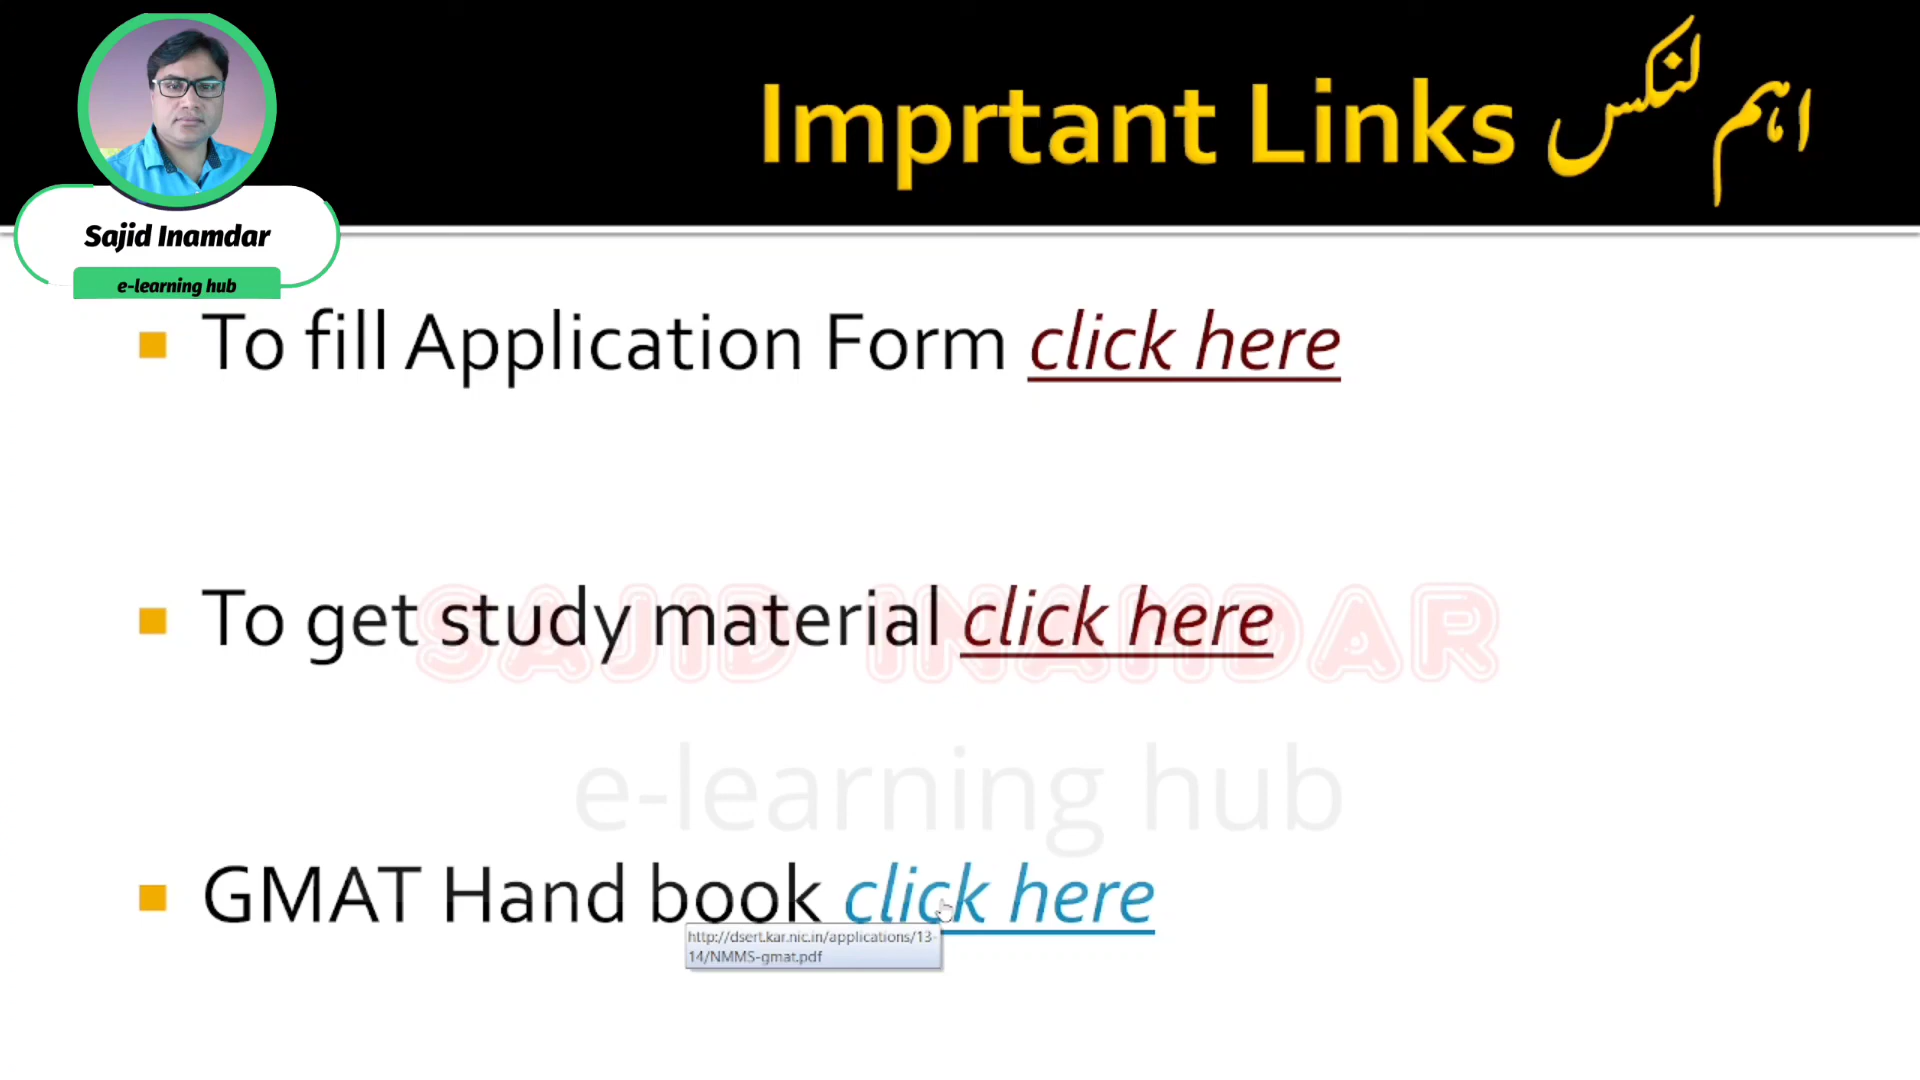 Imprtant Links اہم لنکس
Sajid Inamdar
e-learning hub
To fill Application Form click here
To get study material click here
SAJID INAMDAR
e-learning hub
GMAT Hand book click here
http://dsert.kar.nic.in/applications/13-
14/NMMS-gmat.pdf